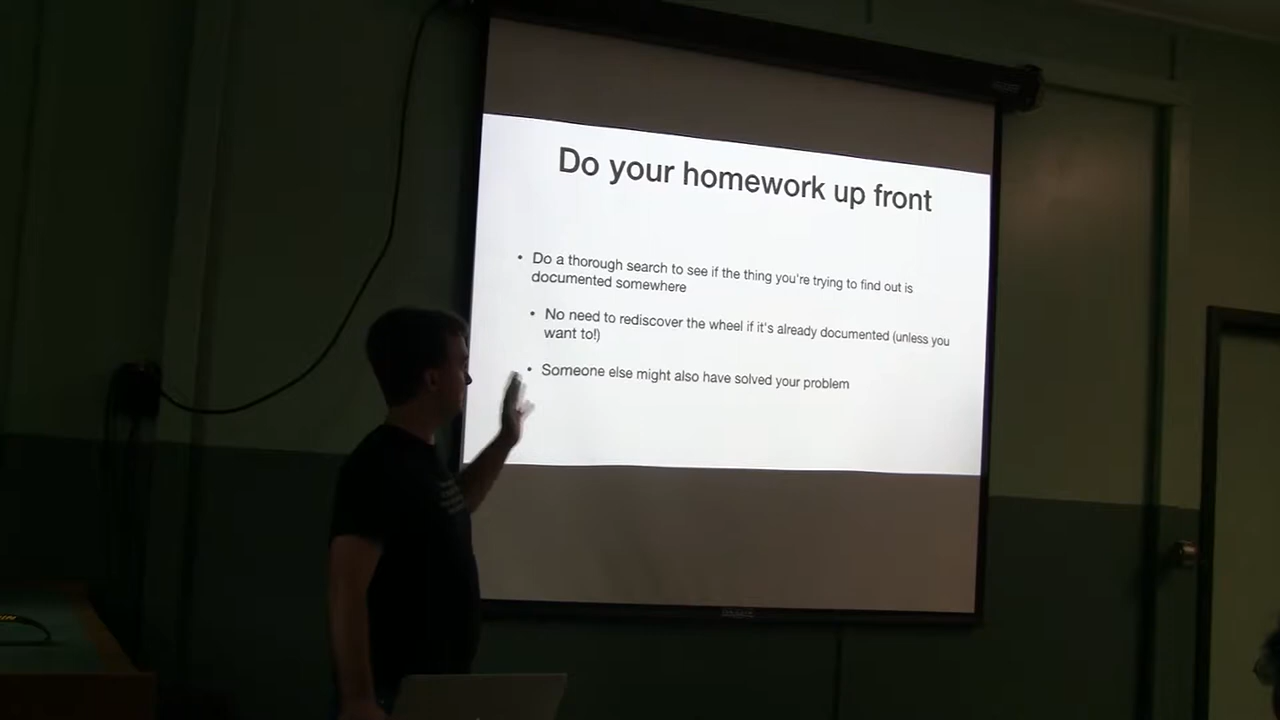 Do your homework up front
• Do a thorough search to see if the thing you're trying to find out is
documented somewhere
• No need to rediscover the wheel if it's already documented (unless you
want to!)
• Someone else might also have solved your problem